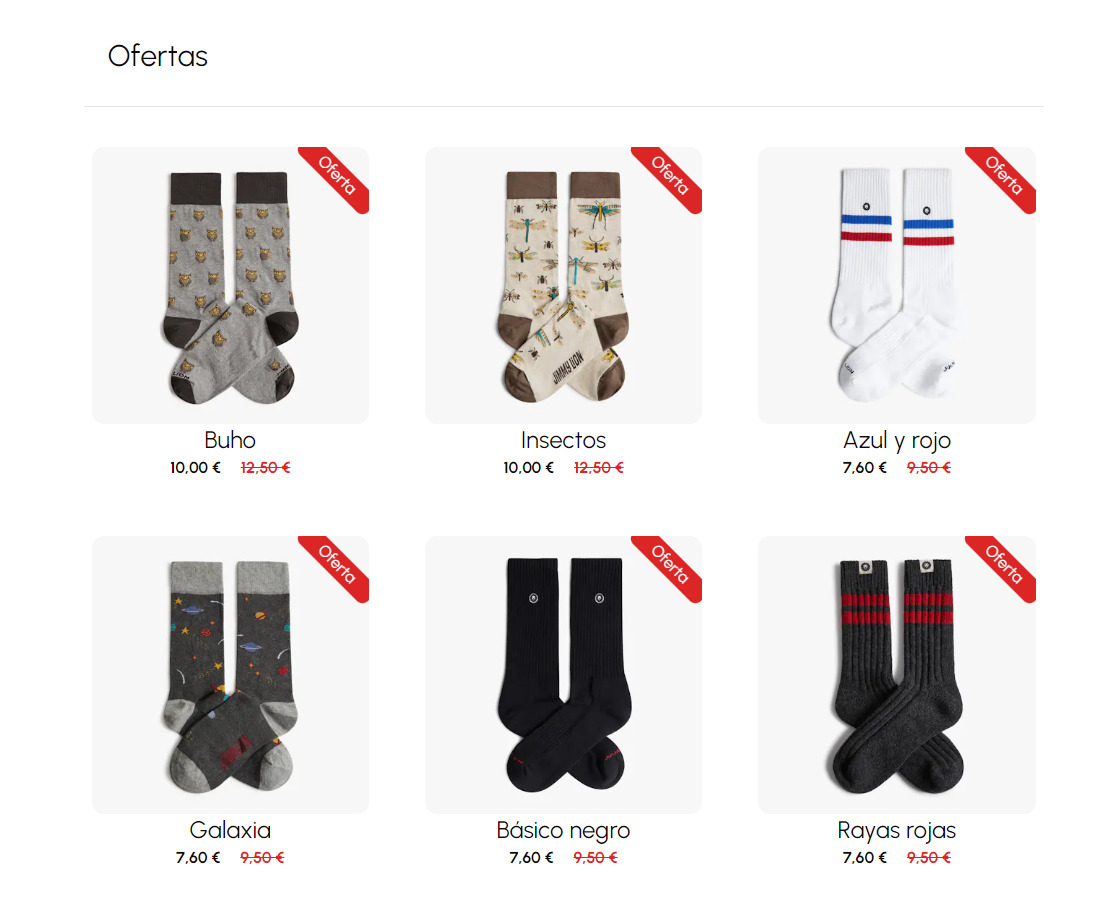 Ofertas
Oferta
Oferta
Oferta
JIMMY LION
Buho
Insectos
Azul y rojo
10,00 € 12,50 €
10,00 € 12,50 €
7,60 € 9,50 €
Oferta
Oferta
Oferta
Galaxia
Básico negro
Rayas rojas
7,60 € 9,50 €
7,60 € 9,50 €
7,60 € 9,50 €